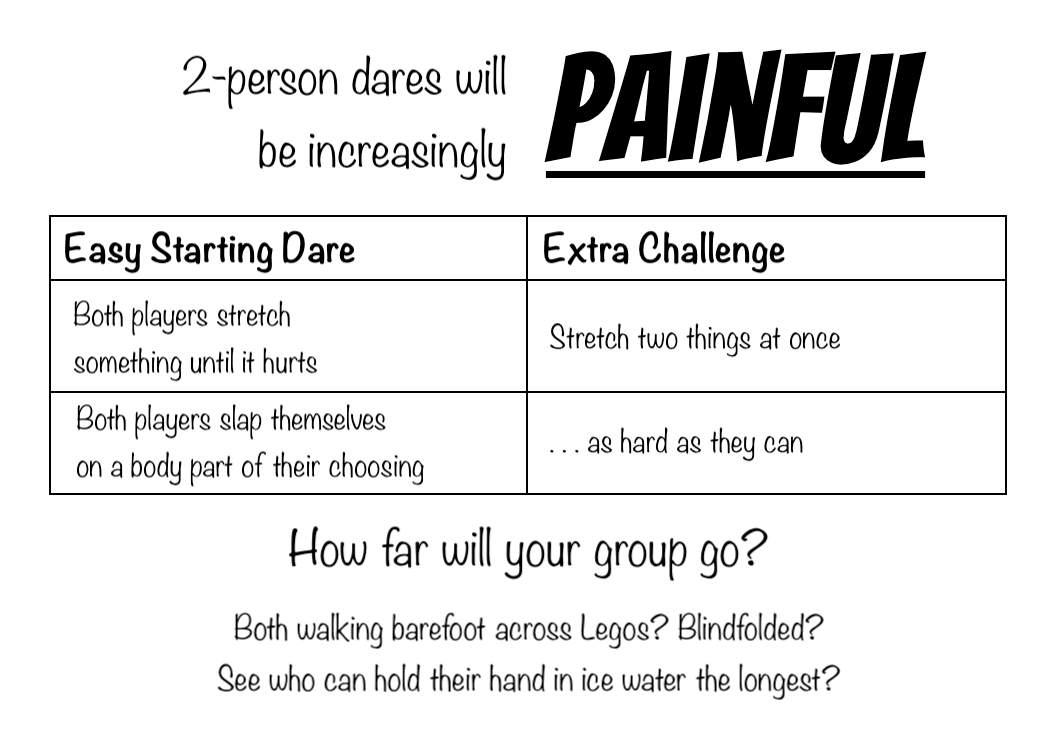 2-person dares will
be increasingly
PAINFUL
Easy Starting Dare
Extra Challenge
Both players stretch
something until it hurts
Stretch two things at once
Both players slap themselves
on a body part of their choosing
. . . as hard as they can
How far will your group go?
Both walking barefoot across Legos? Blindfolded?
See who can hold their hand in ice water the longest?